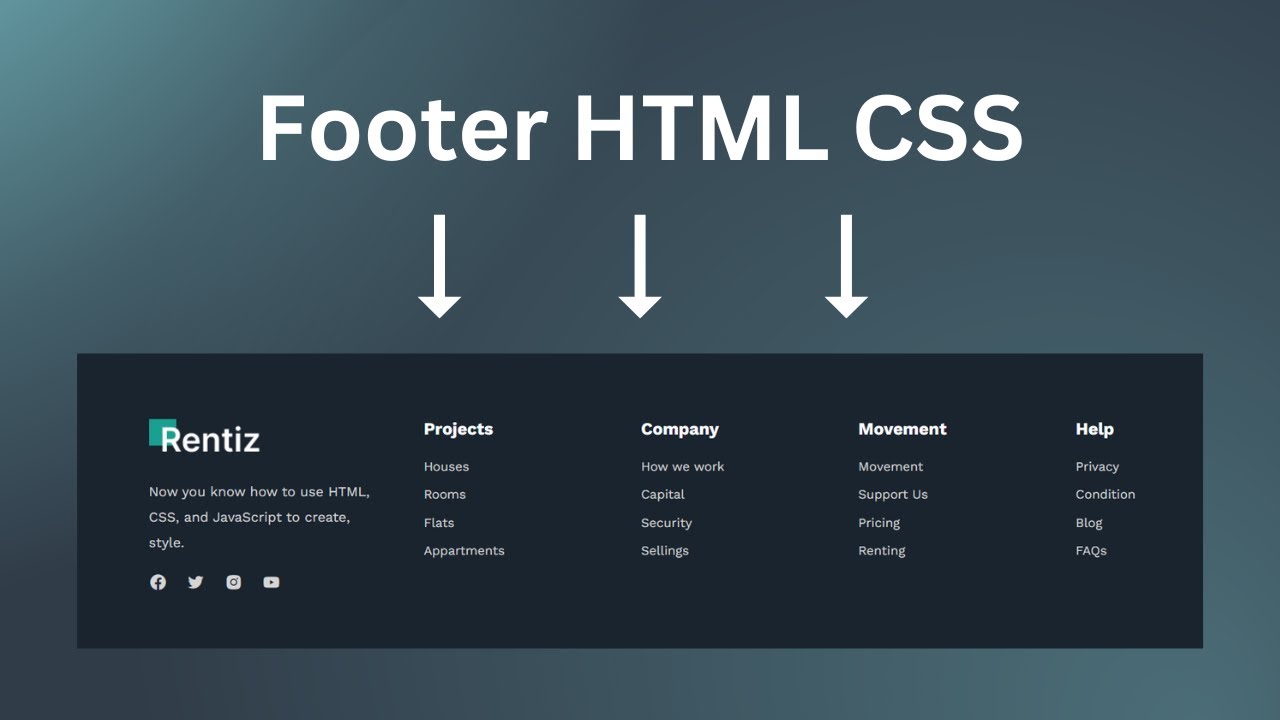 Footer HTML CSS
Rentiz
Now you know how to use HTML,
CSS, and JavaScript to create,
style.
Projects
Houses
Rooms
Flats
Appartments
Company
How we work
Capital
Security
Sellings
Movement
Movement
Support Us
Pricing
Renting
Help
Privacy
Condition
Blog
FAQs